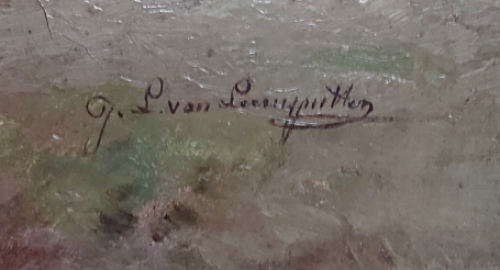 J. L. van Leemputten